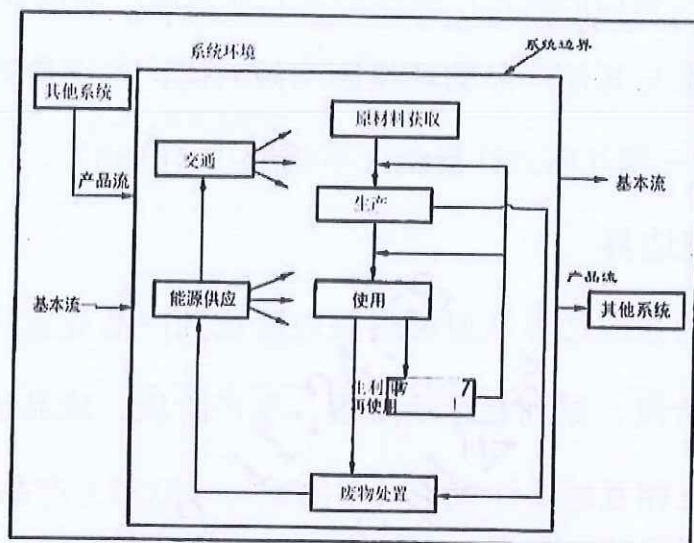 系统环境
系统边界
其他系统
原材料获取
交通
产品流
基本流
生产
产品流
基本流
能源供应
使用
其他系统
再使用
废物处置